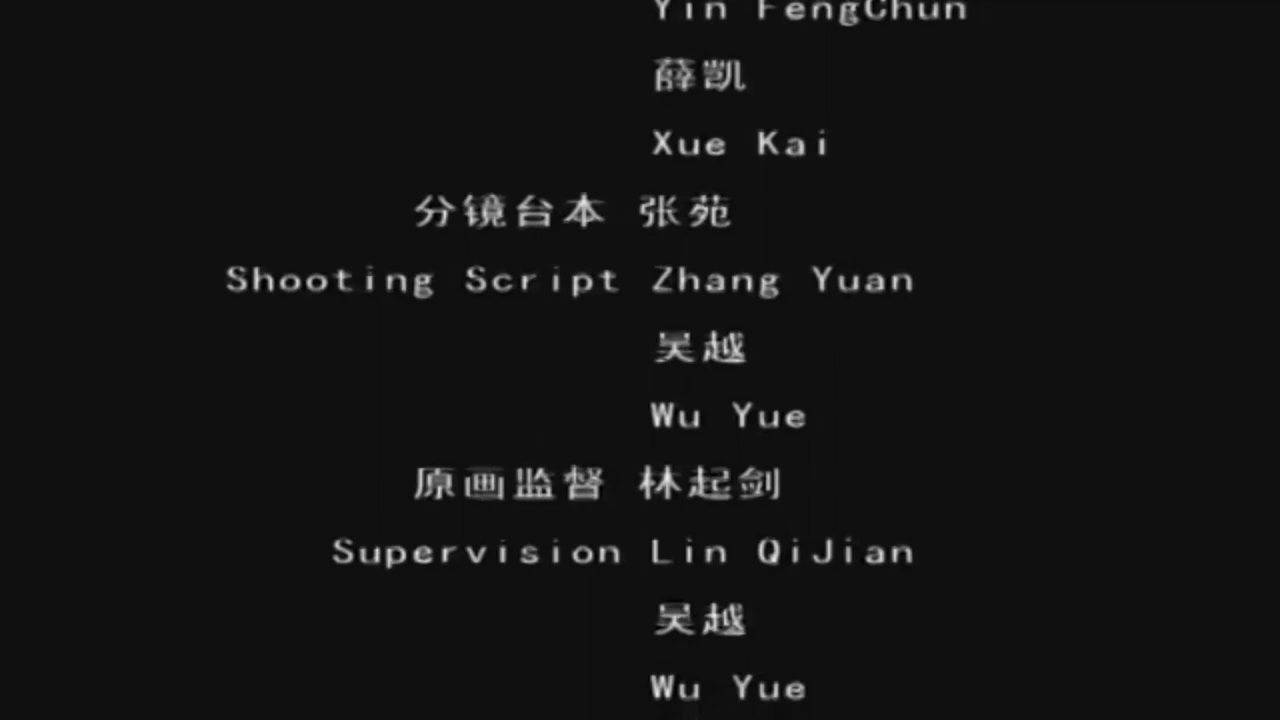 Yin FengChun
薛凯
Xue Kai
分镜台本 张苑
Shooting Script Zhang Yuan
吴越
Wu Yue
原画监督 林起剑
Supervision Lin QiJian
吴越
Wu Yue